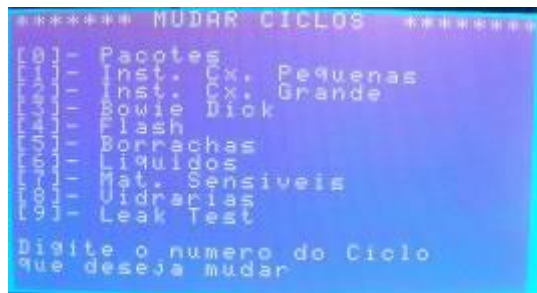 ******* MUDAR CICLOS *******
[0]- Pacotes
[1]- Inst. Cx. Pequenas
[2]- Inst. Cx. Grande
[3]- Bowie Dick
[4]- Flash
[5]- Borrachas
[6]- Liquidos
[7]- Mat. Sensiveis
[8]- Vidrarias
[9]- Leak Test
Digite o numero do Ciclo
que deseja mudar